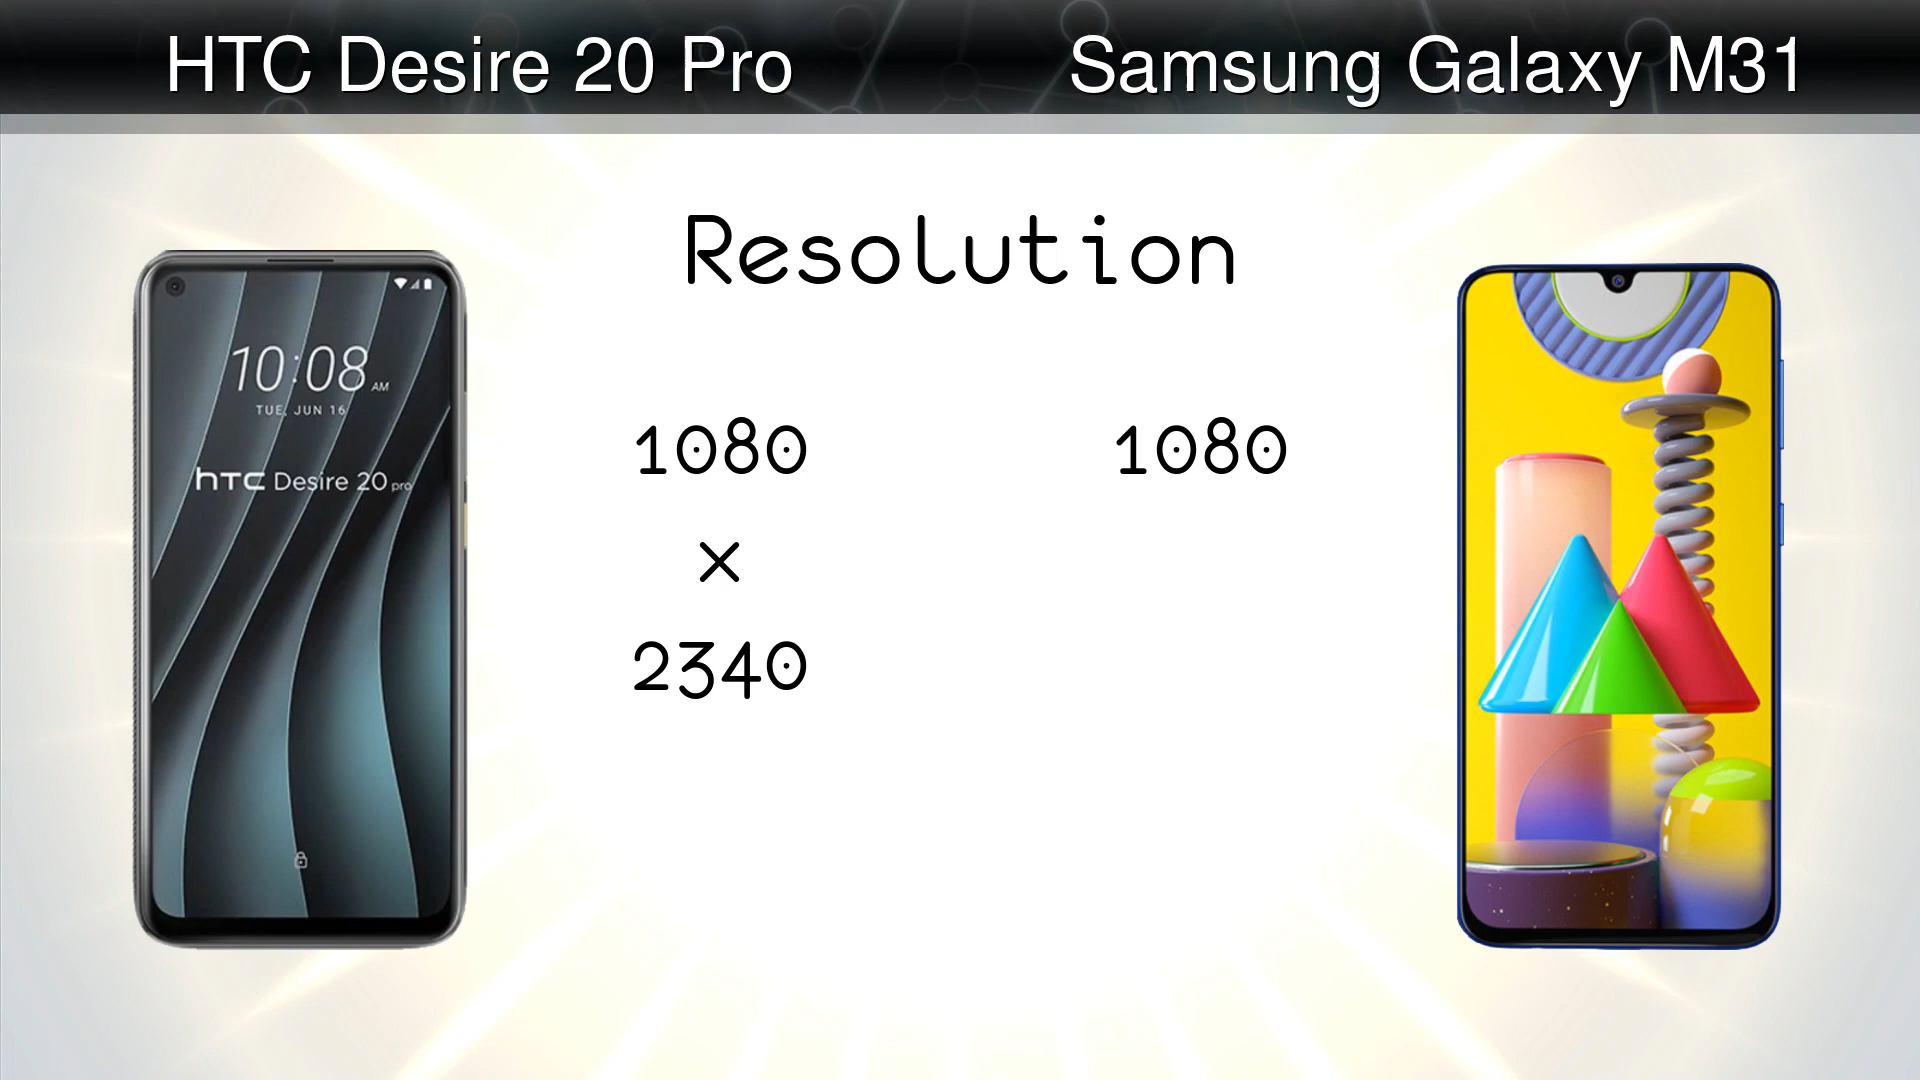 HTC Desire 20 Pro
Samsung Galaxy M31
Resolution
1080
×
2340
1080
10:08 AM
TUE, JUN 16
hTC Desire 20 pro